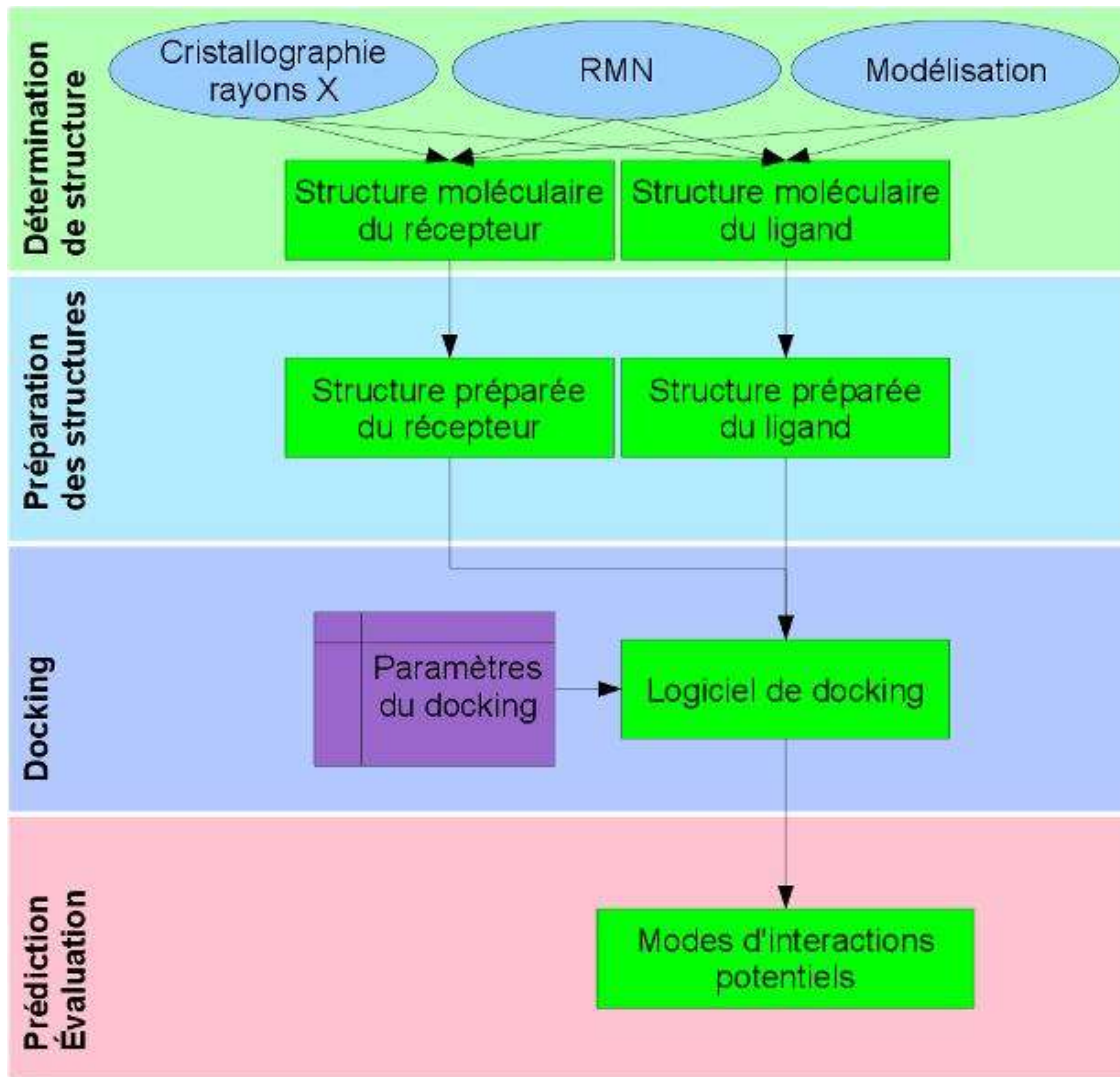 Détermination
de structure
Cristallographie
rayons X
RMN
Modélisation
Structure moléculaire
du récepteur
Structure moléculaire
du ligand
Préparation
des structures
Structure préparée
du récepteur
Structure préparée
du ligand
Docking
Paramètres
du docking
Logiciel de docking
Prédiction
Évaluation
Modes d'interactions
potentiels